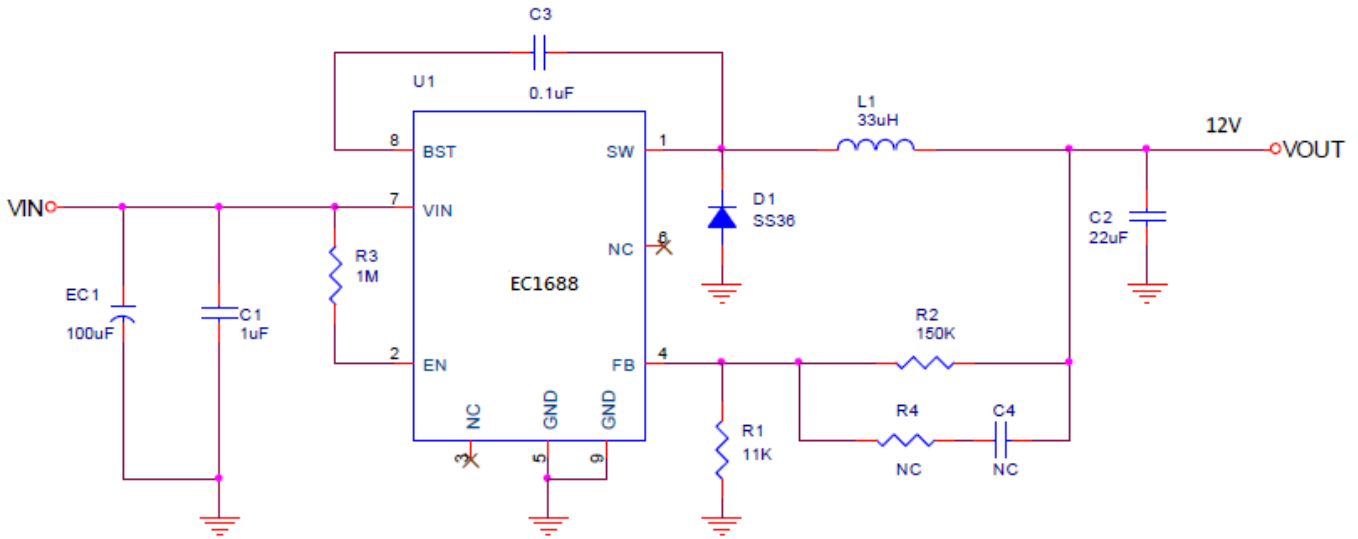 C3
0.1uF
U1
8
BST
SW
1
L1
33uH
12V
VOUT
VIN
7
VIN
D1
SS36
C2
22uF
R3
1M
NC
6
EC1688
EC1
100uF
C1
1uF
R2
150K
2
EN
FB
4
NC
GND
GND
3
5
9
R1
11K
R4
NC
C4
NC